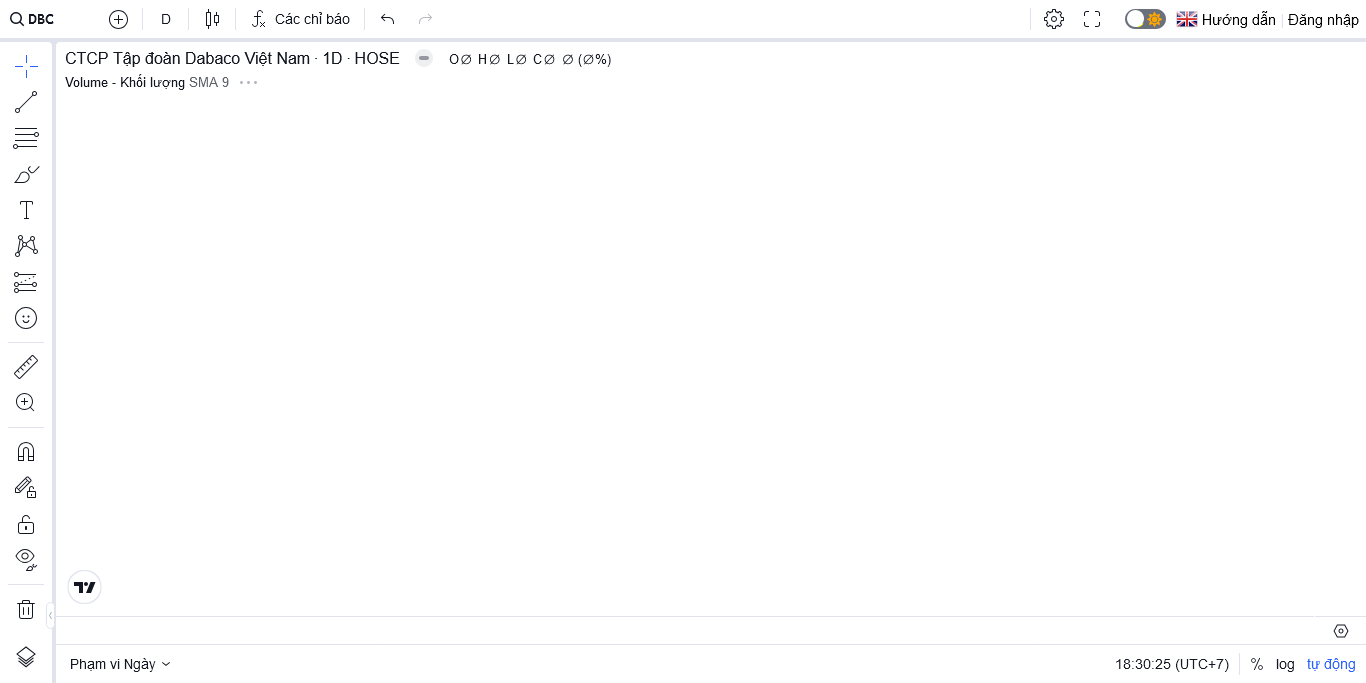 DBC D Các chỉ báo Hướng dẫn Đăng nhập
CTCP Tập đoàn Dabaco Việt Nam · 1D · HOSE O∅ H∅ L∅ C∅ ∅ (∅%)
Volume - Khối lượng SMA 9
Phạm vi Ngày 18:30:25 (UTC+7) % log tự động